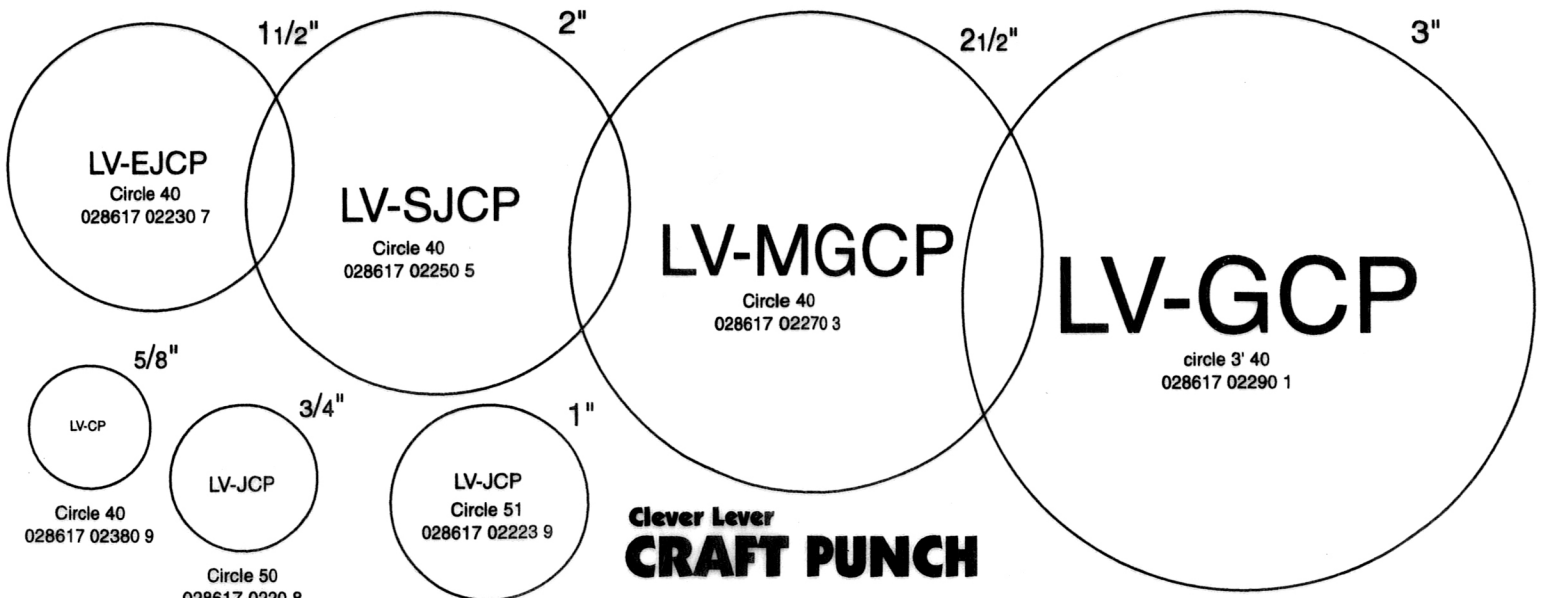 1 1/2"
LV-EJCP
Circle 40
028617 02230 7
2"
LV-SJCP
Circle 40
028617 02250 5
2 1/2"
LV-MGCP
Circle 40
028617 02270 3
3"
LV-GCP
circle 3' 40
028617 02290 1
5/8"
LV-CP
Circle 40
028617 02380 9
3/4"
LV-JCP
Circle 50
028617 0220 8
1"
LV-JCP
Circle 51
028617 02223 9
Clever Lever
CRAFT PUNCH